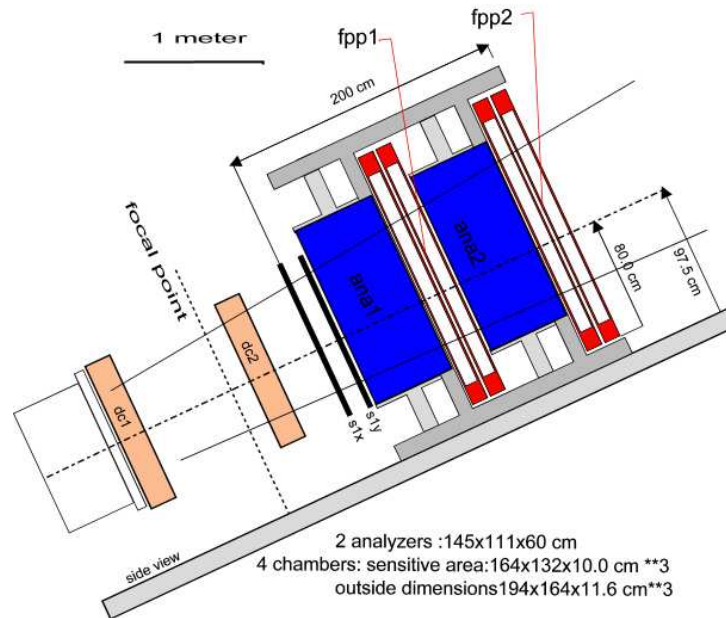 fpp1
fpp2
1 meter
200 cm
focal point
ana1
ana2
80.0 cm
97.5 cm
dc1
dc2
s1x
s1y
side view
2 analyzers :145x111x60 cm
4 chambers: sensitive area:164x132x10.0 cm **3
outside dimensions194x164x11.6 cm**3